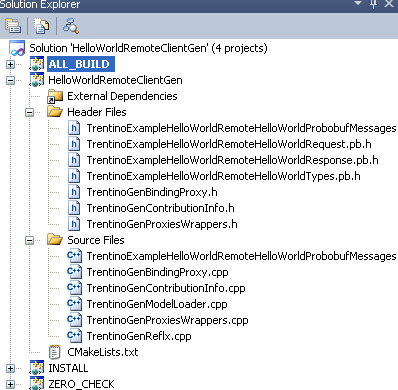 Solution Explorer
Solution 'HelloWorldRemoteClientGen' (4 projects)
ALL_BUILD
HelloWorldRemoteClientGen
External Dependencies
Header Files
TrentinoExampleHelloWorldRemoteHelloWorldProbobufMessages
TrentinoExampleHelloWorldRemoteHelloWorldRequest.pb.h
TrentinoExampleHelloWorldRemoteHelloWorldResponse.pb.h
TrentinoExampleHelloWorldRemoteHelloWorldTypes.pb.h
TrentinoGenBindingProxy.h
TrentinoGenContributionInfo.h
TrentinoGenProxiesWrappers.h
Source Files
TrentinoExampleHelloWorldRemoteHelloWorldProbobufMessages
TrentinoGenBindingProxy.cpp
TrentinoGenContributionInfo.cpp
TrentinoGenModelLoader.cpp
TrentinoGenProxiesWrappers.cpp
TrentinoGenReflx.cpp
CMakeLists.txt
INSTALL
ZERO_CHECK